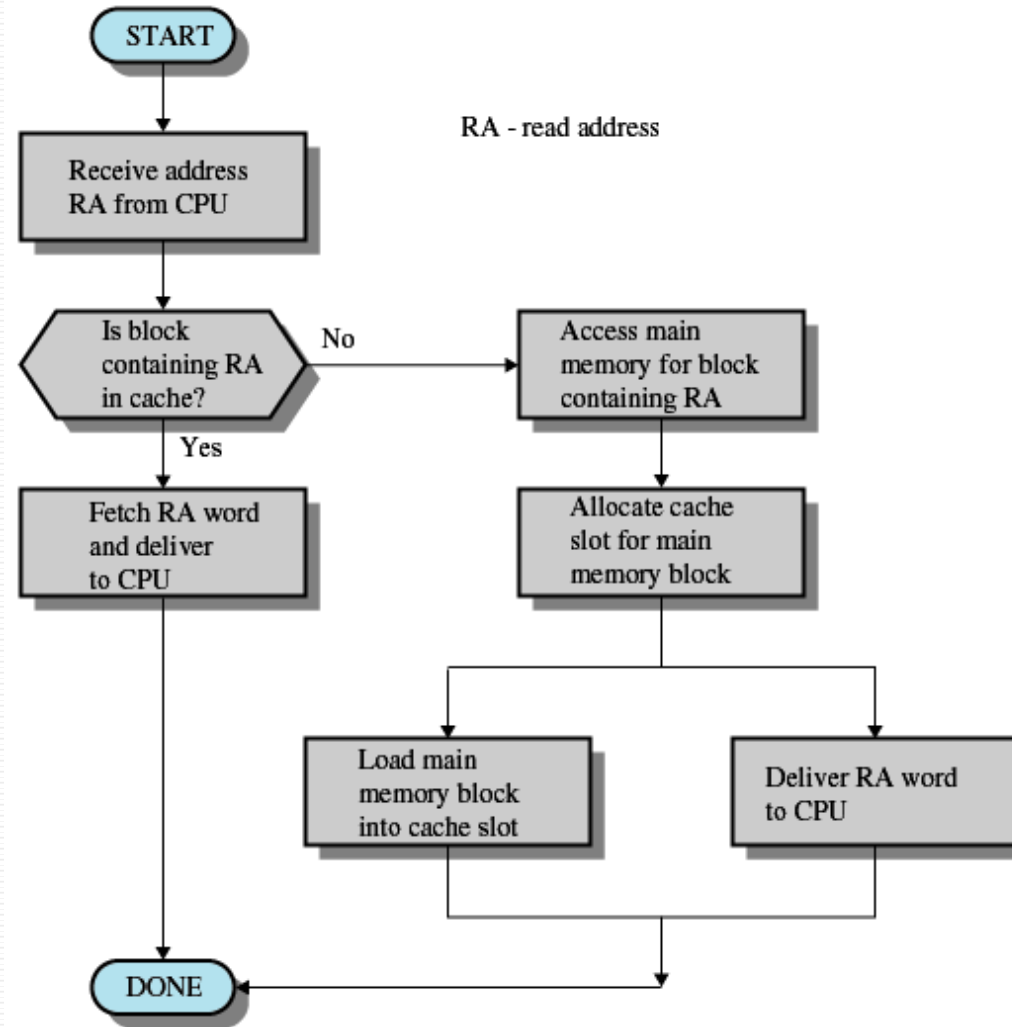 START
RA - read address
Receive address
RA from CPU
Is block
containing RA
in cache?
No
Access main
memory for block
containing RA
Yes
Fetch RA word
and deliver
to CPU
Allocate cache
slot for main
memory block
Load main
memory block
into cache slot
Deliver RA word
to CPU
DONE